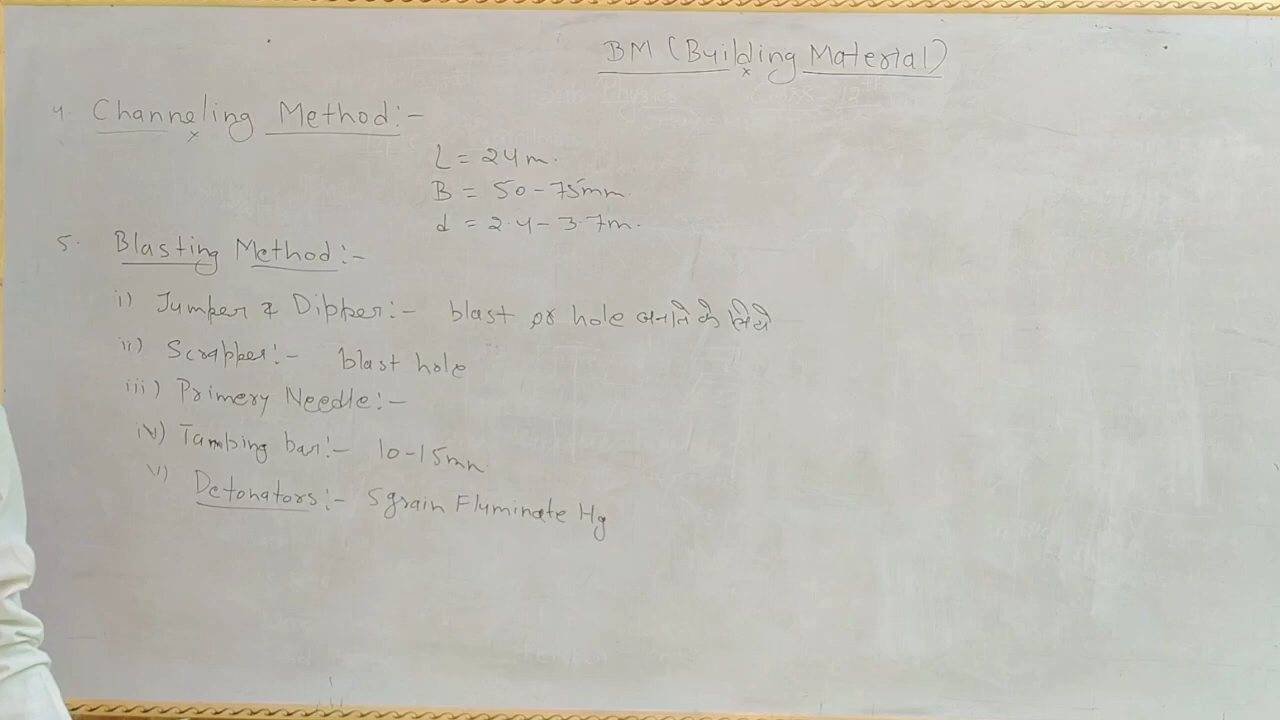 BM (Building Material)
4. Channeling Method:-
L = 24m.
B = 50-75mm
d = 2.4-3.7m.
5. Blasting Method:-
i) Jumper & Dipper:- blast or hole बनाने के लिये
ii) Scrapper:- blast hole
iii) Primery Needle:-
iv) Tambing bar:- 10-15mm
v) Detonators:- 5grain Fluminate Hg